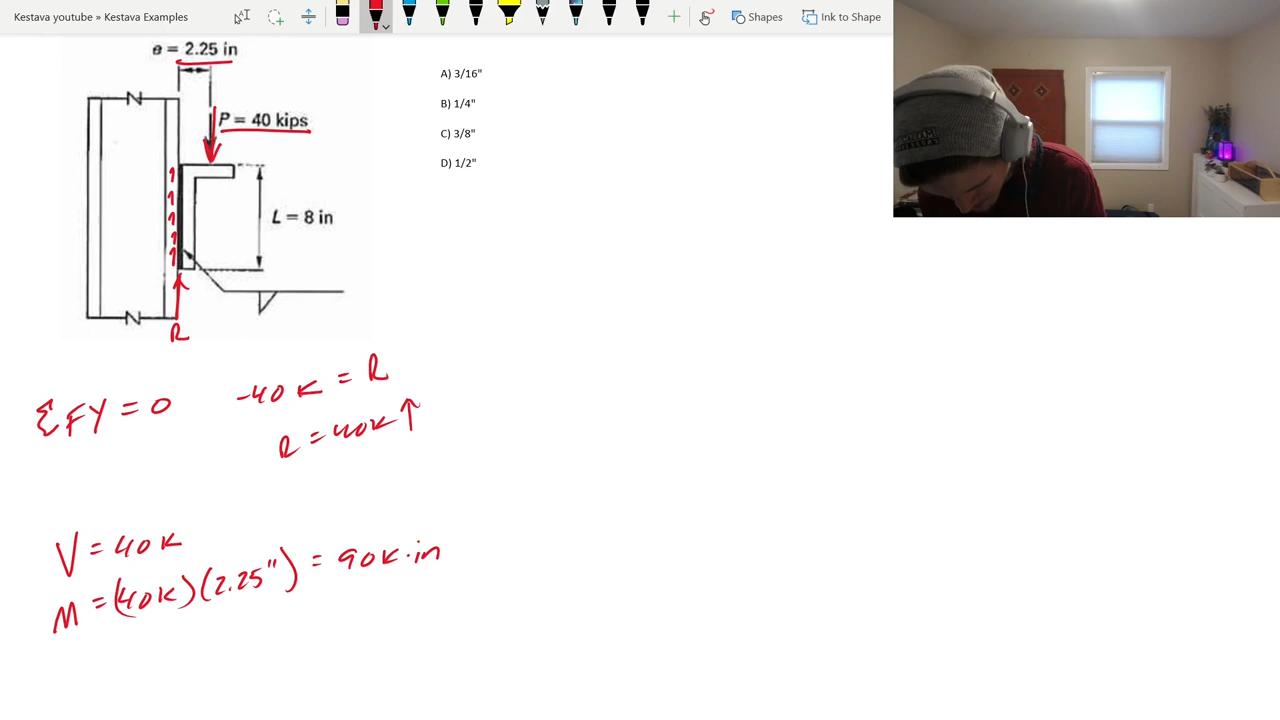 Kestava youtube » Kestava Examples
Shapes
Ink to Shape
e = 2.25 in
P = 40 kips
L = 8 in
R
A) 3/16"
B) 1/4"
C) 3/8"
D) 1/2"
ΣFY = 0
-40K = R
R = 40K ↑
V = 40K
M = (40K)(2.25") = 90K·in